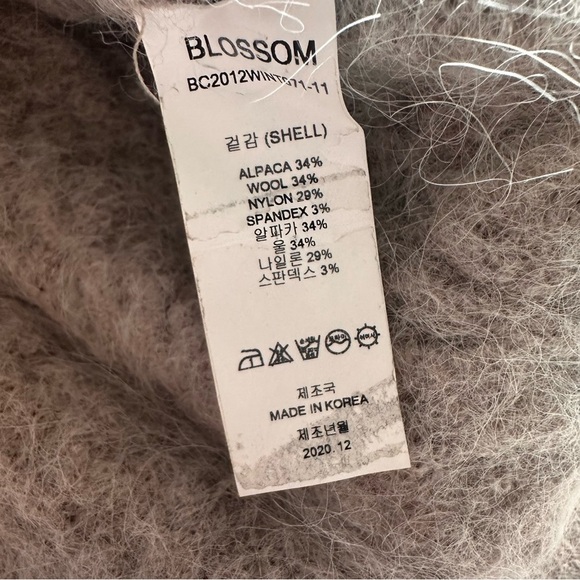 BLOSSOM
겉감 (SHELL)
ALPACA 34%
WOOL 34%
NYLON 29%
SPANDEX 3%
알파카 34%
울 34%
나일론 29%
스판덱스 3%
제조국
MADE IN KOREA
제조년월
2020.12